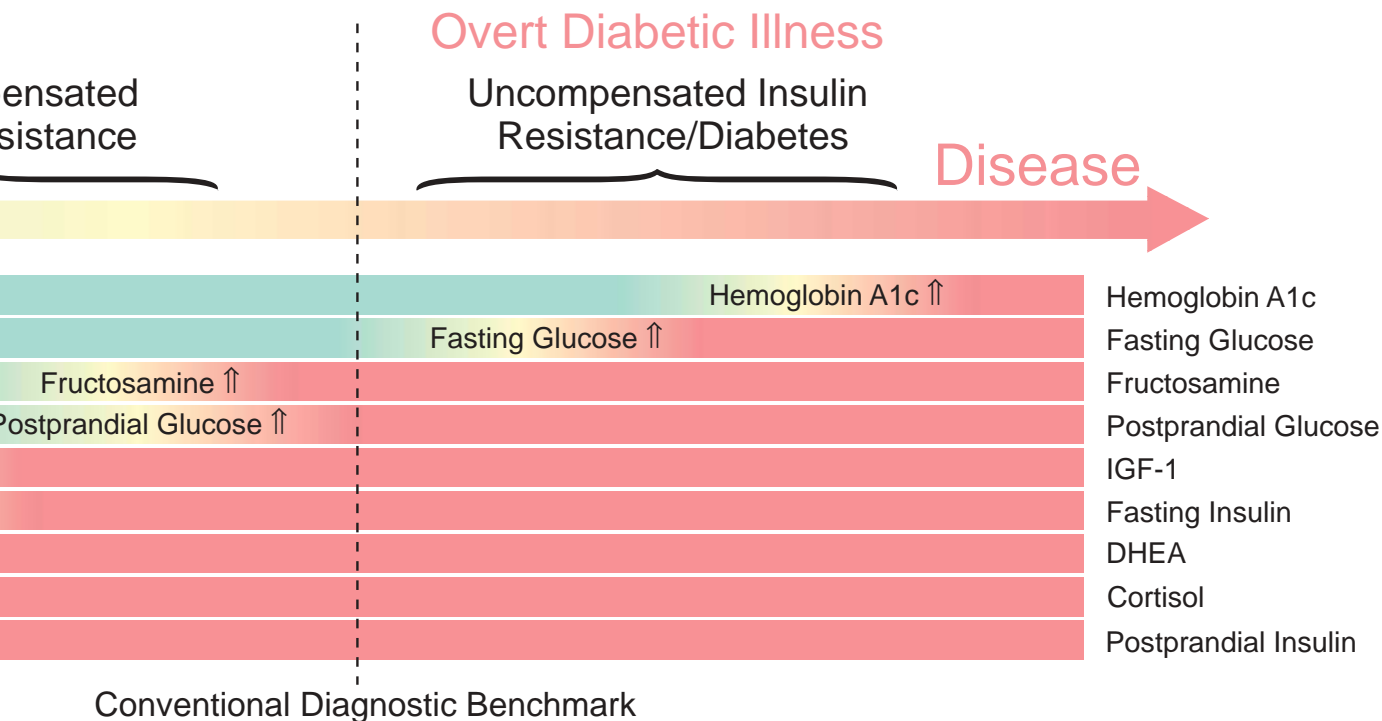 Overt Diabetic Illness
ensated
sistance
Uncompensated Insulin
Resistance/Diabetes
Disease
Hemoglobin A1c ⇑
Hemoglobin A1c
Fasting Glucose ⇑
Fasting Glucose
Fructosamine ⇑
Fructosamine
Postprandial Glucose ⇑
Postprandial Glucose
IGF-1
Fasting Insulin
DHEA
Cortisol
Postprandial Insulin
Conventional Diagnostic Benchmark